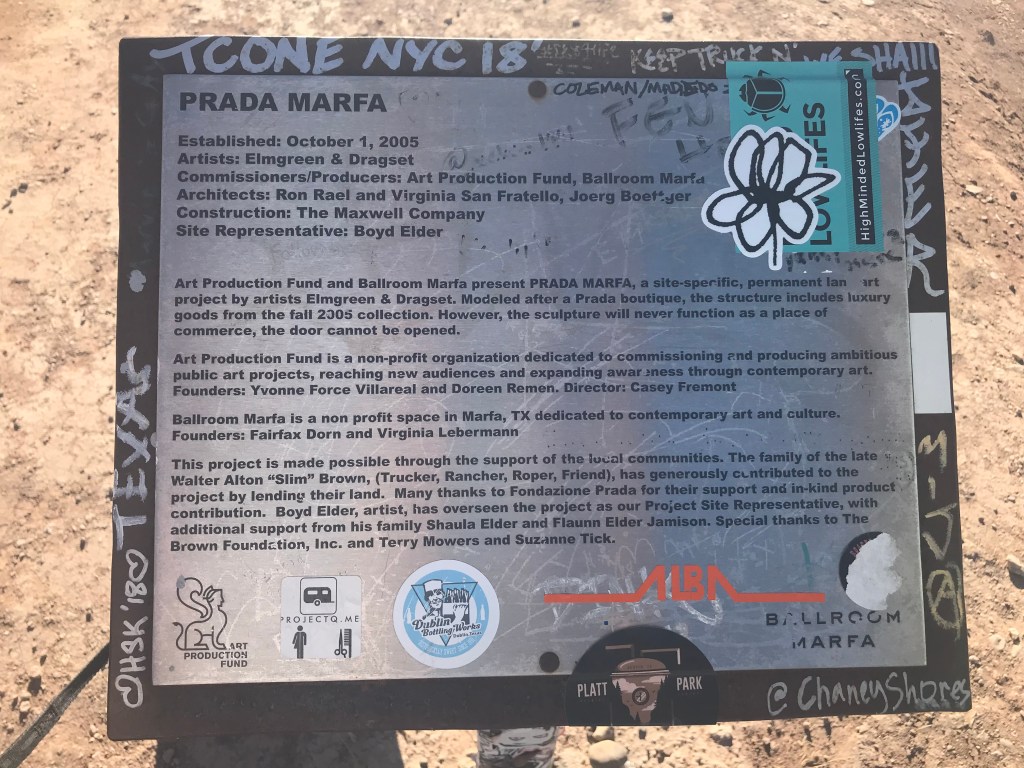 TCONE NYC 18'
KEEP TRUCKN'
WE SHALL
COLEMAN/MADLEDO
FEN
LOWLIFES
HighMindedLowlifes.com
PRADA MARFA
Established: October 1, 2005
Artists: Elmgreen & Dragset
Commissioners/Producers: Art Production Fund, Ballroom Marfa
Architects: Ron Rael and Virginia San Fratello, Joerg Boettger
Construction: The Maxwell Company
Site Representative: Boyd Elder
Art Production Fund and Ballroom Marfa present PRADA MARFA, a site-specific, permanent land art
project by artists Elmgreen & Dragset. Modeled after a Prada boutique, the structure includes luxury
goods from the fall 2005 collection. However, the sculpture will never function as a place of
commerce, the door cannot be opened.
Art Production Fund is a non-profit organization dedicated to commissioning and producing ambitious
public art projects, reaching new audiences and expanding awareness through contemporary art.
Founders: Yvonne Force Villareal and Doreen Remen. Director: Casey Fremont
Ballroom Marfa is a non profit space in Marfa, TX dedicated to contemporary art and culture.
Founders: Fairfax Dorn and Virginia Lebermann
This project is made possible through the support of the local communities. The family of the late
Walter Alton “Slim” Brown, (Trucker, Rancher, Roper, Friend), has generously contributed to the
project by lending their land. Many thanks to Fondazione Prada for their support and in-kind product
contribution. Boyd Elder, artist, has overseen the project as our Project Site Representative, with
additional support from his family Shaula Elder and Flaunn Elder Jamison. Special thanks to The
Brown Foundation, Inc. and Terry Mowers and Suzanne Tick.
TEXAS
OHSK, 18
ART
PRODUCTION
FUND
PROJECTQ.ME
Dublin
Bottling Works
Dublin, Texas
ALBA
BALLROOM
MARFA
PLATT PARK
@ChaneyShores